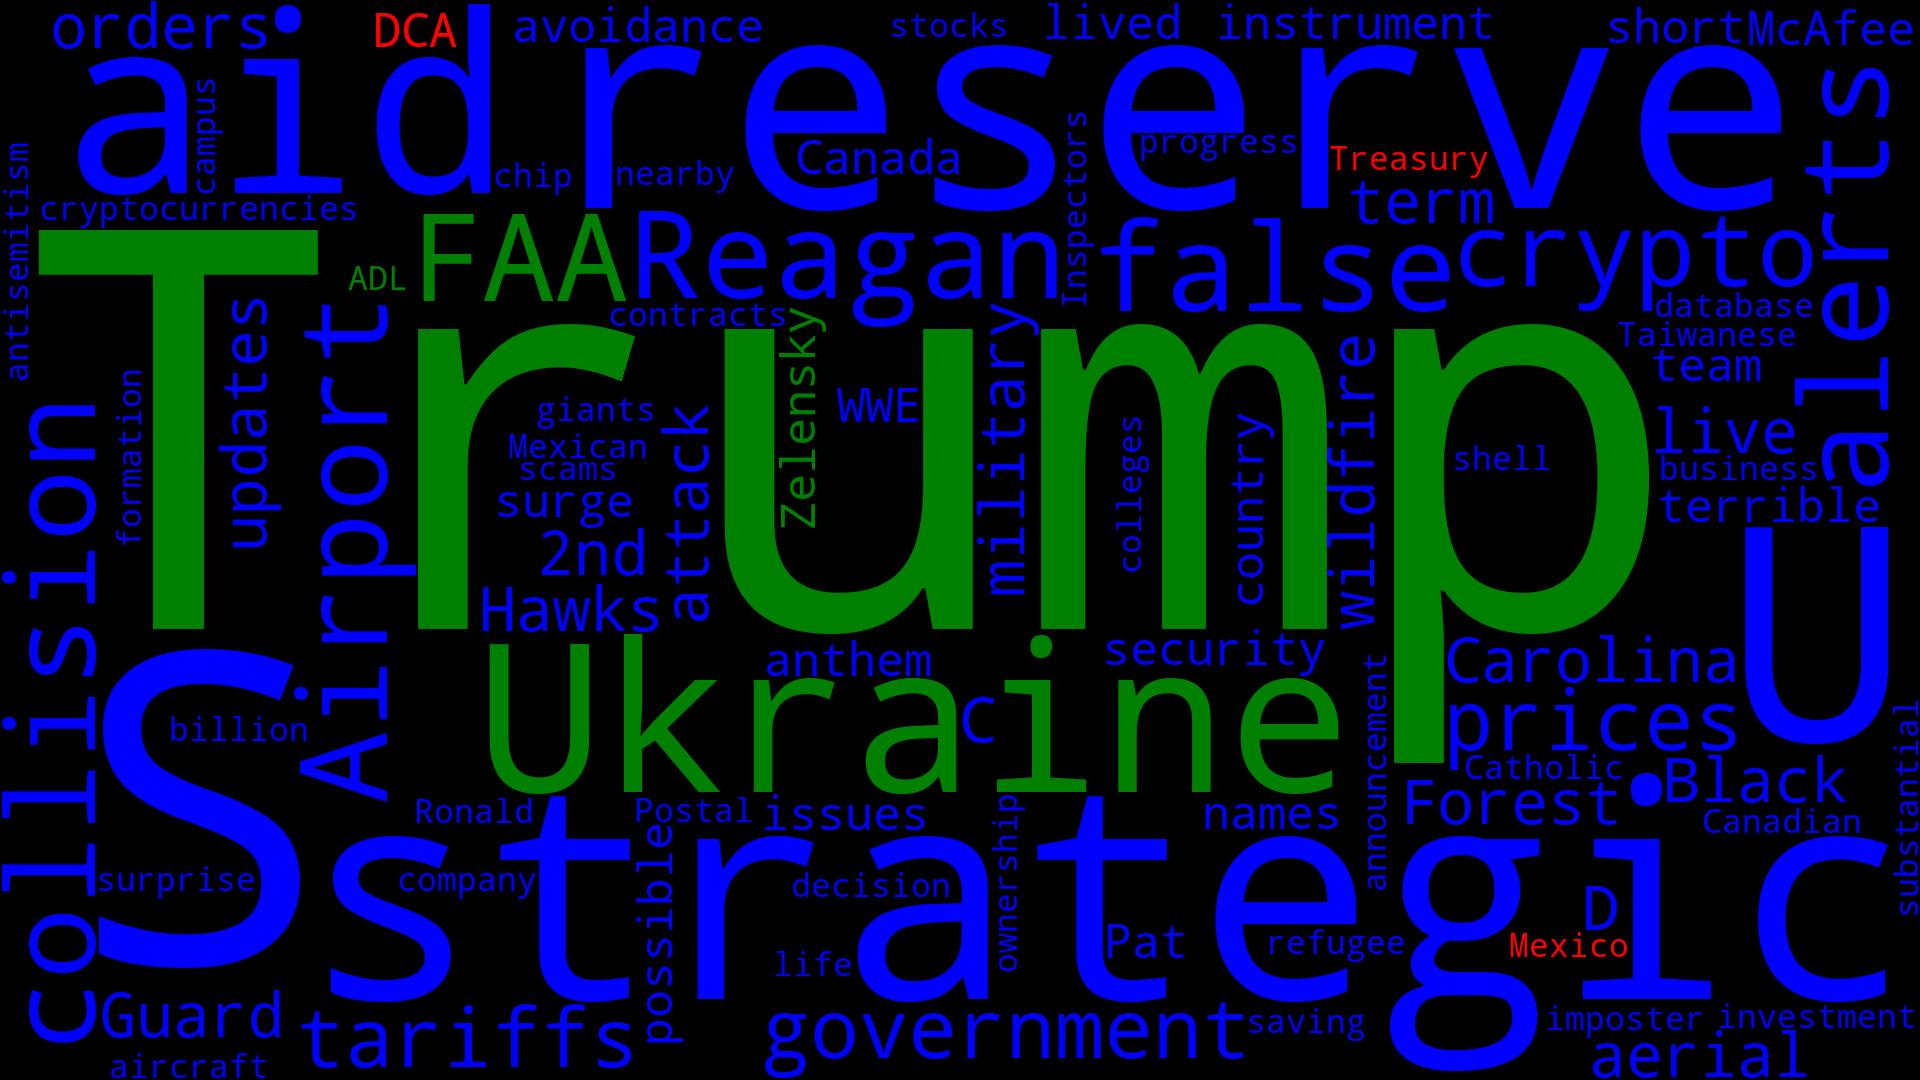 orders
DCA
avoidance
stocks
lived
instrument
short
McAfee
aid
reserve
alerts
campus
chip
nearby
Canada
Inspectors
progress
Treasury
term
antisemitism
cryptocurrencies
Trump
ADL
FAA
Reagan
false
crypto
contracts
database
Taiwanese
team
formation
updates
Airport
giants
Mexican
scams
surge
2nd
Hawks
attack
Zelensky
WWE
military
colleges
country
wildfire
shell
live
business
terrible
collision
U
S
billion
Ukraine
anthem
C
security
announcement
Carolina
prices
Catholic
Black
Forest
Canadian
substantial
Ronald
Postal
issues
ownership
names
strategic
surprise
company
possible
decision
life
Pat
refugee
D
Mexico
Guard
tariffs
government
saving
imposter
investment
aircraft
aerial